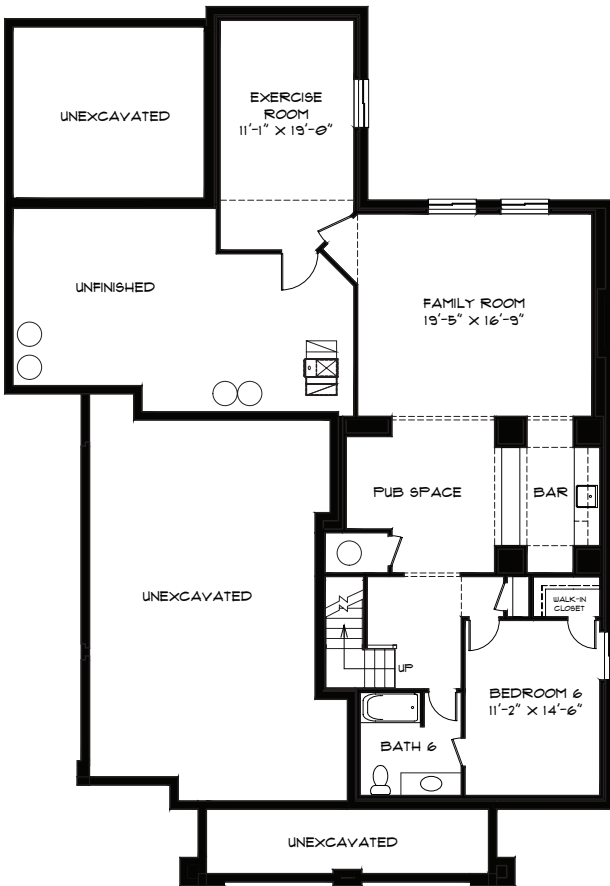 EXERCISE
ROOM
11'-1" X 19'-0"
UNEXCAVATED
UNFINISHED
FAMILY ROOM
19'-5" X 16'-9"
PUB SPACE
BAR
UNEXCAVATED
WALK-IN
CLOSET
UP
BEDROOM 6
11'-2" X 14'-6"
BATH 6
UNEXCAVATED